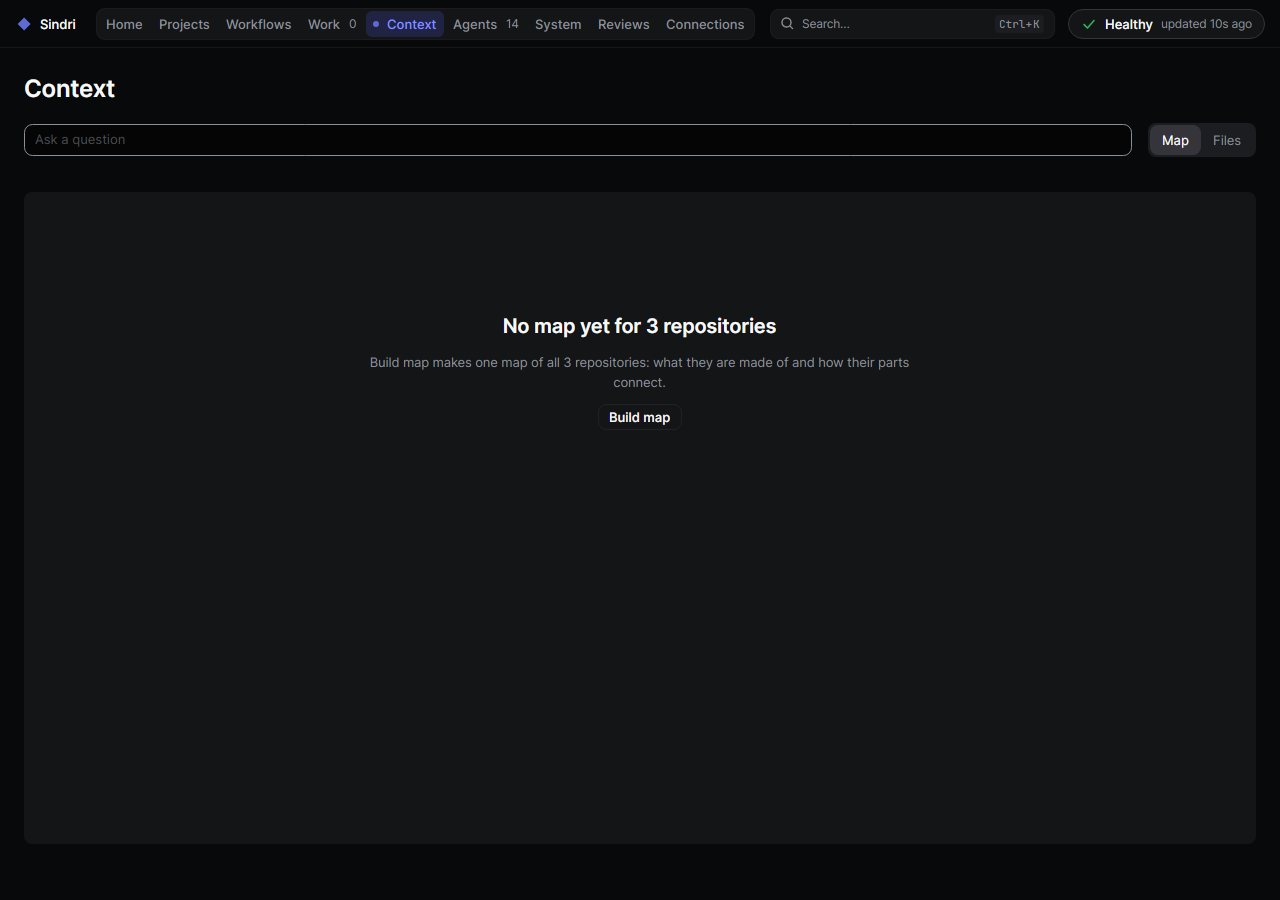 Sindri
Home Projects Workflows Work 0 Context Agents 14 System Reviews Connections
Search... Ctrl+K
Healthy updated 10s ago
Context
Ask a question
Map Files
No map yet for 3 repositories
Build map makes one map of all 3 repositories: what they are made of and how their parts
connect.
Build map